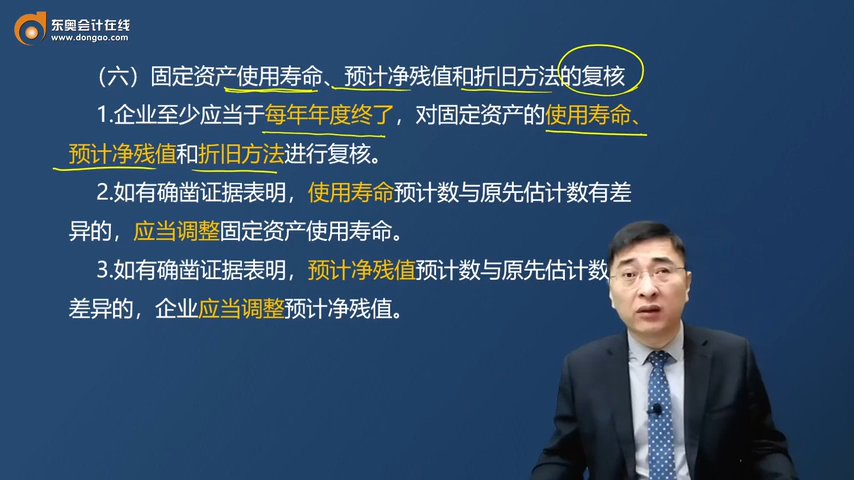 东奥会计在线
www.dongao.com
（六）固定资产使用寿命、预计净残值和折旧方法的复核
1.企业至少应当于每年年度终了，对固定资产的使用寿命、
预计净残值和折旧方法进行复核。
2.如有确凿证据表明，使用寿命预计数与原先估计数有差
异的，应当调整固定资产使用寿命。
3.如有确凿证据表明，预计净残值预计数与原先估计数
差异的，企业应当调整预计净残值。